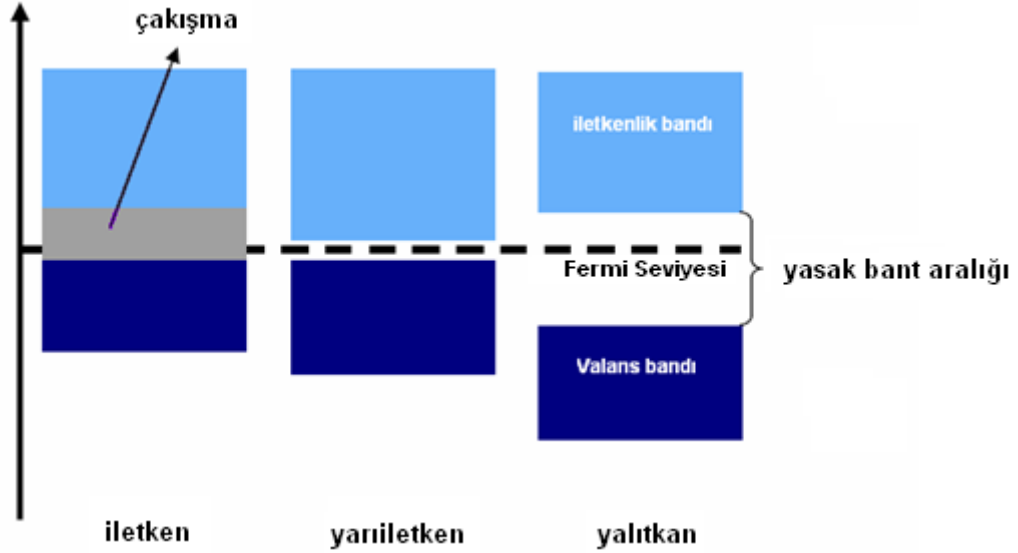 çakışma
iletkenlik bandı
Fermi Seviyesi
yasak bant aralığı
Valans bandı
iletken
yarıiletken
yalıtkan